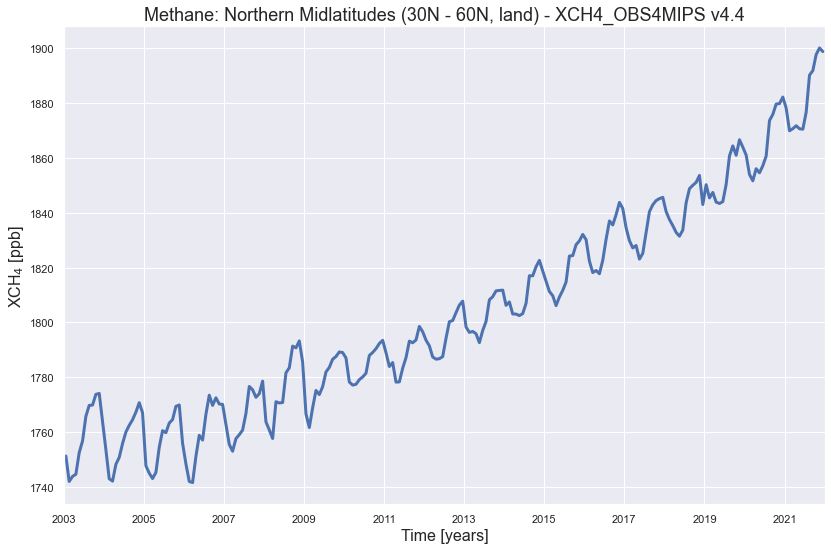 Methane: Northern Midlatitudes (30N - 60N, land) - XCH4_OBS4MIPS v4.4
XCH₄ [ppb]
1900
1880
1860
1840
1820
1800
1780
1760
1740
2003 2005 2007 2009 2011 2013 2015 2017 2019 2021
Time [years]